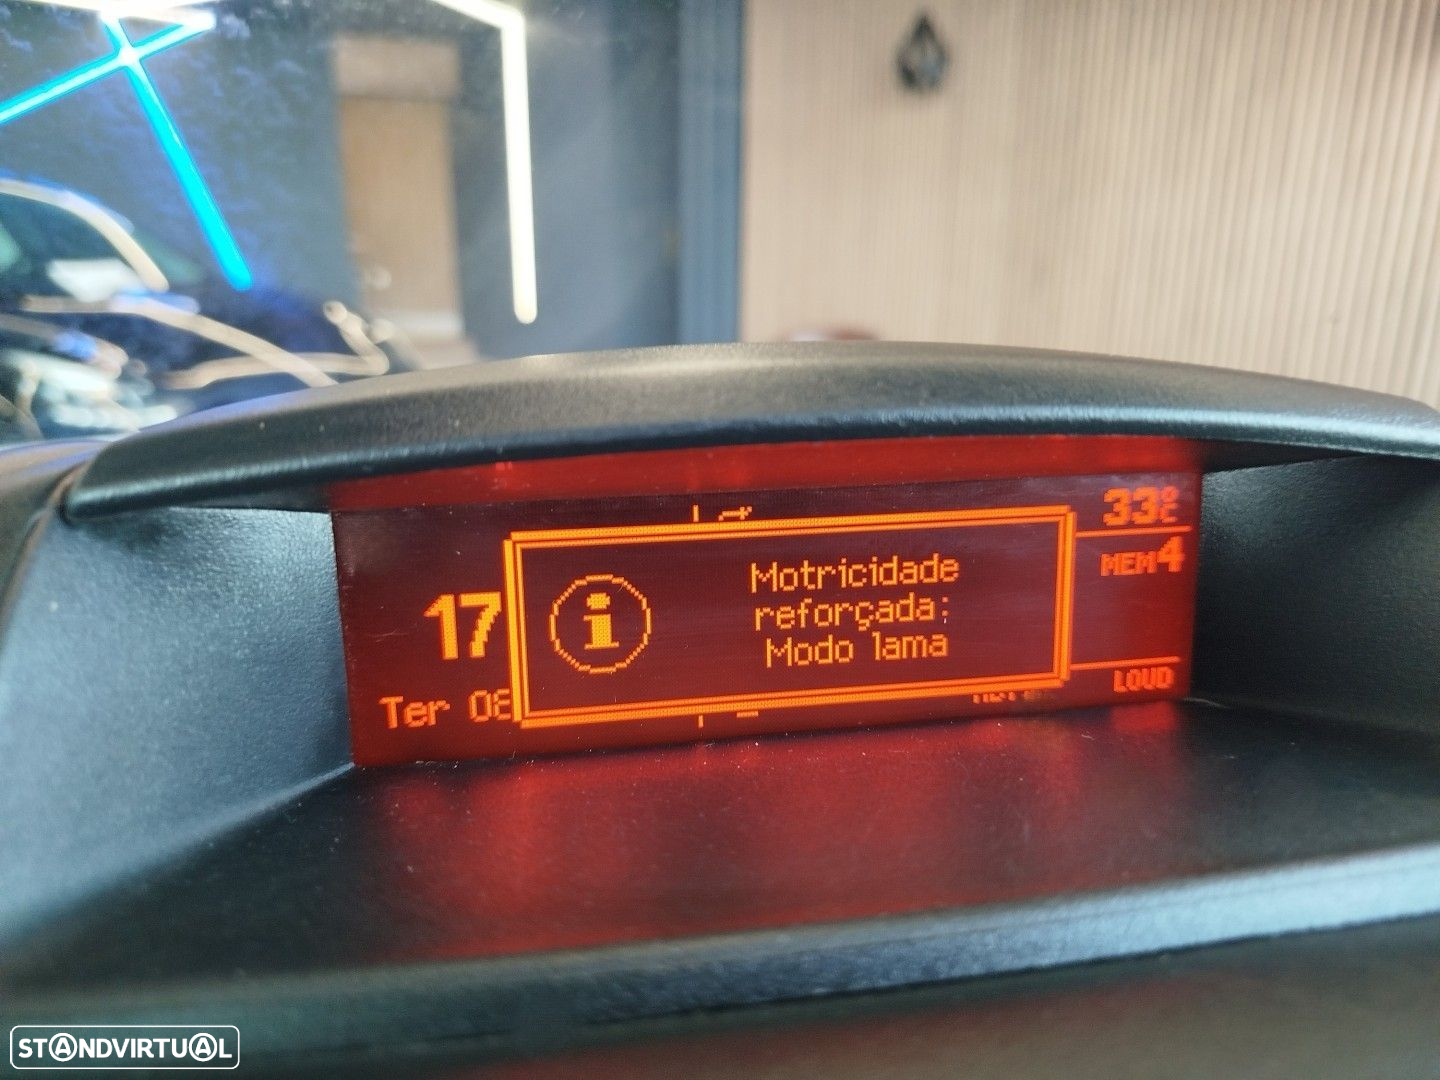 33°C
MEM4
17
Motricidade
reforçada:
Modo lama
Ter 08
LOUD
STANDVIRTUAL